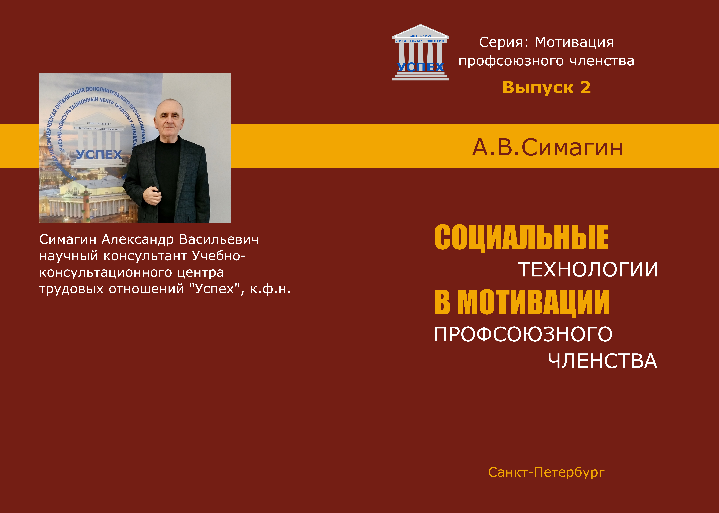 УСПЕХ
Симагин Александр Васильевич
научный консультант Учебно-
консультационного центра
трудовых отношений "Успех", к.ф.н.
УСПЕХ
Серия: Мотивация
профсоюзного членства
Выпуск 2
А.В.Симагин
СОЦИАЛЬНЫЕ
ТЕХНОЛОГИИ
В МОТИВАЦИИ
ПРОФСОЮЗНОГО
ЧЛЕНСТВА
Санкт-Петербург